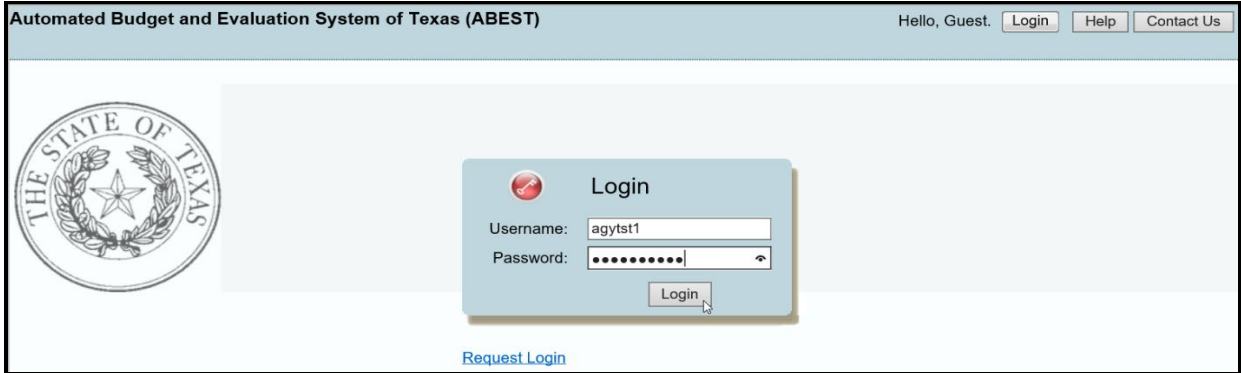 Automated Budget and Evaluation System of Texas (ABEST)
Hello, Guest. Login Help Contact Us
THE STATE OF TEXAS
Login
Username: agytst1
Password: ●●●●●●●●●●
Login
Request Login